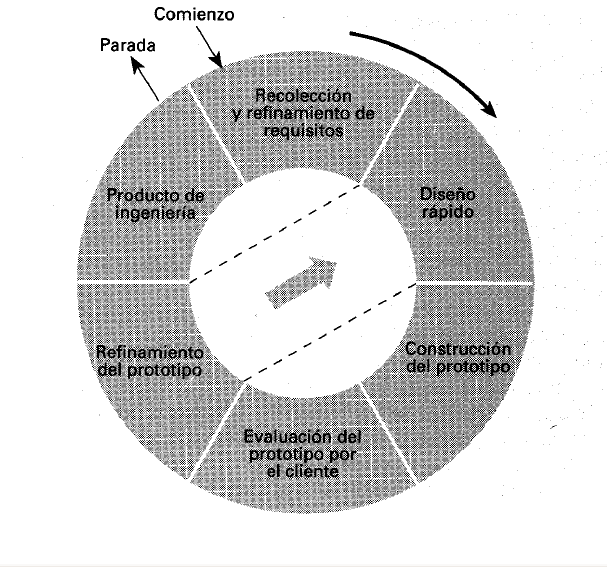 Comienzo
Parada
Recolección
y refinamiento de
requisitos
Diseño
rápido
Construcción
del prototipo
Evaluación del
prototipo por
el cliente
Refinamiento
del prototipo
Producto de
ingeniería